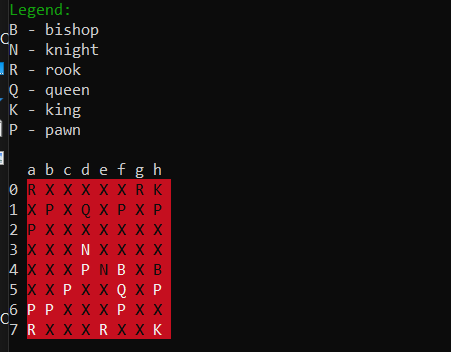 Legend:
B - bishop
N - knight
R - rook
Q - queen
K - king
P - pawn
a b c d e f g h
0 R X X X X X R K
1 X P X Q X P X P
2 P X X X X X X X
3 X X X N X X X X
4 X X X P N B X B
5 X X P X X Q X P
6 P P X X X P X X
7 R X X X R X X K